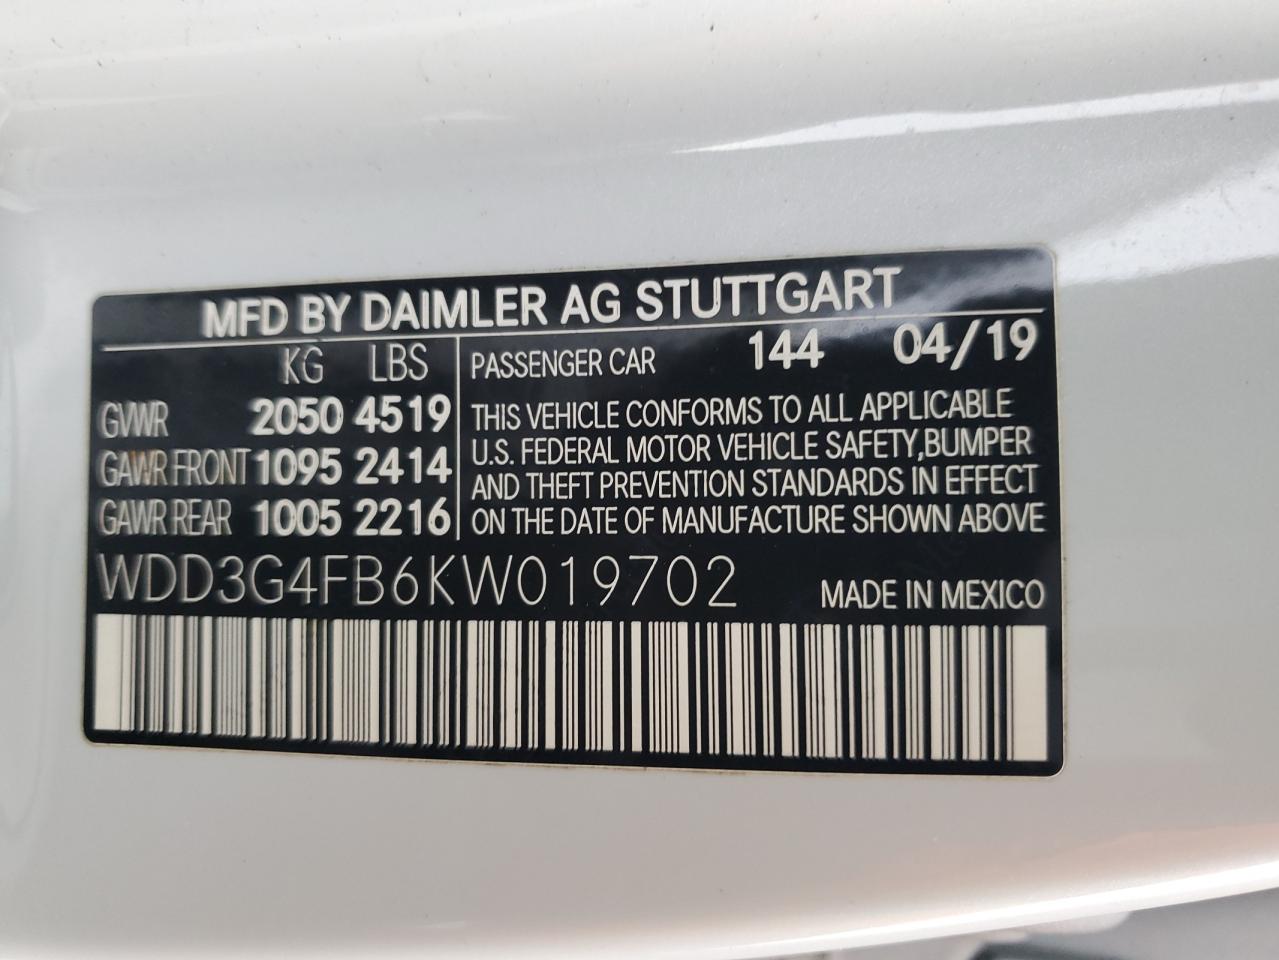 MFD BY DAIMLER AG STUTTGART
KG LBS PASSENGER CAR 144 04/19
GVWR 2050 4519 THIS VEHICLE CONFORMS TO ALL APPLICABLE
GAWR FRONT 1095 2414 U.S. FEDERAL MOTOR VEHICLE SAFETY, BUMPER
AND THEFT PREVENTION STANDARDS IN EFFECT
GAWR REAR 1005 2216 ON THE DATE OF MANUFACTURE SHOWN ABOVE
WDD3G4FB6KW019702 MADE IN MEXICO